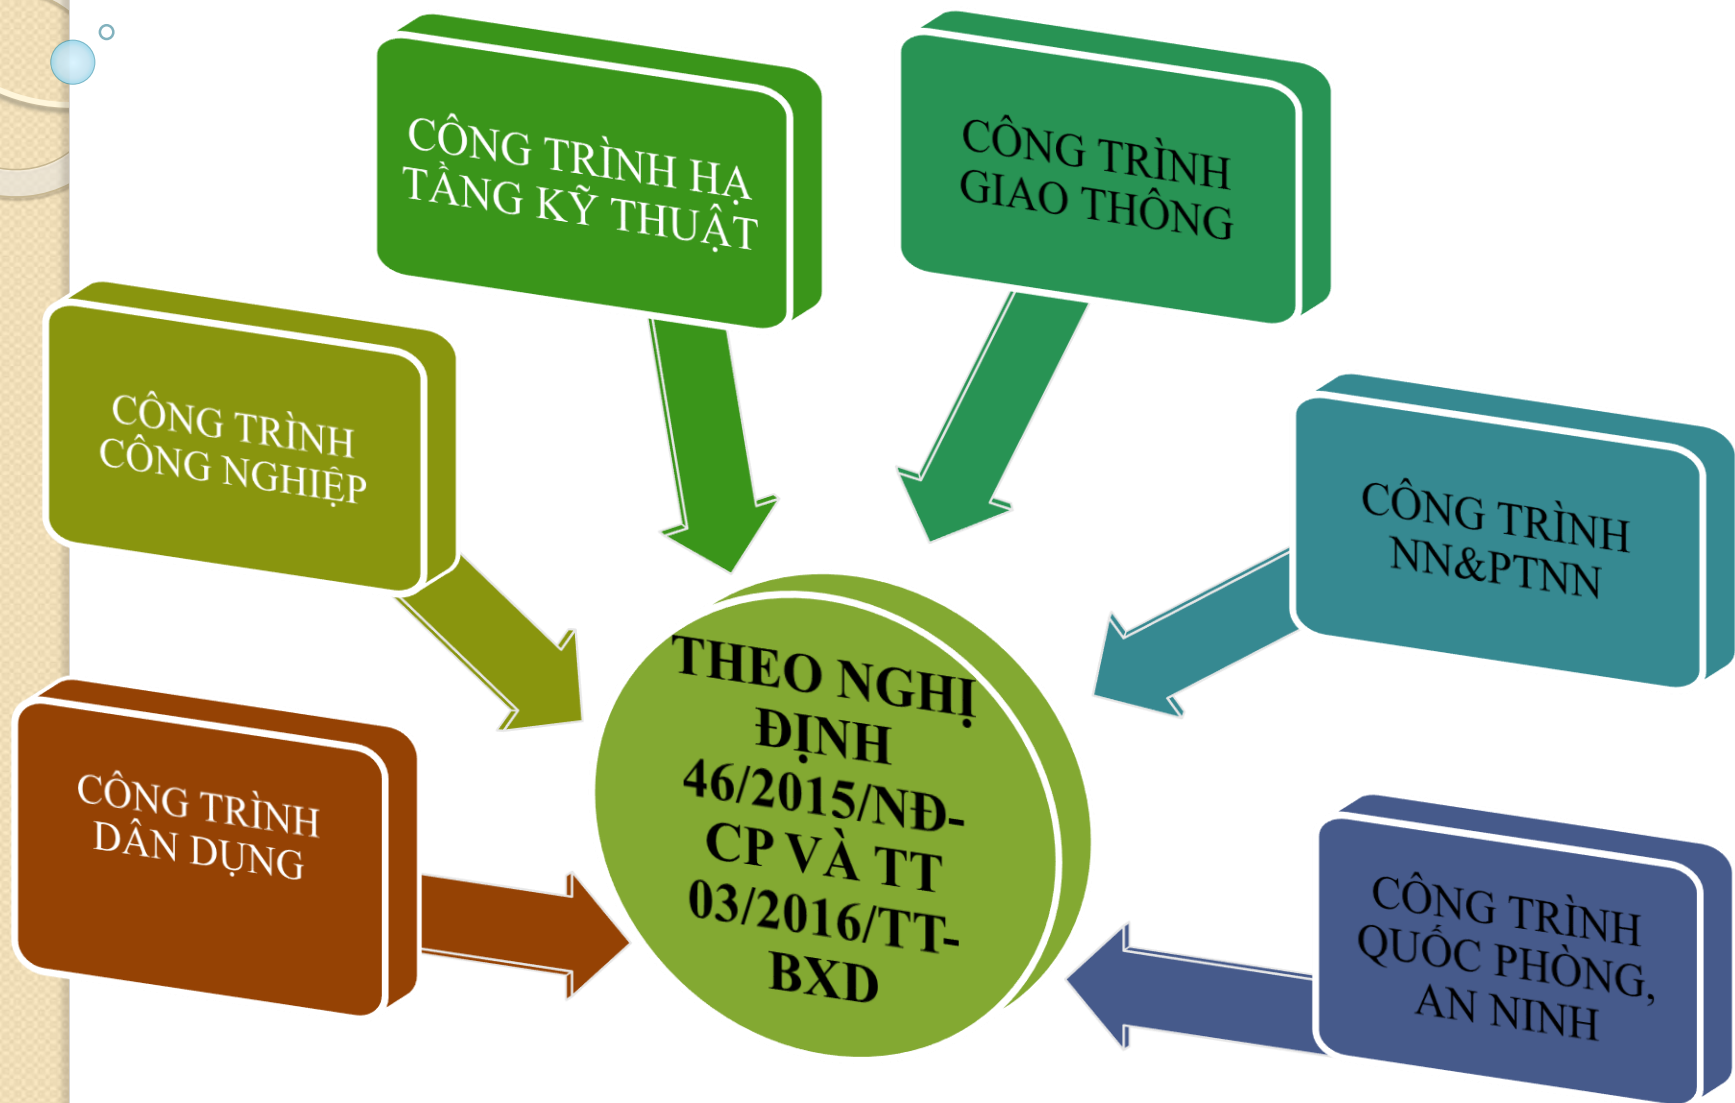 CÔNG TRÌNH HẠ
TẦNG KỸ THUẬT
CÔNG TRÌNH
GIAO THÔNG
CÔNG TRÌNH
CÔNG NGHIỆP
CÔNG TRÌNH
NN&PTNN
CÔNG TRÌNH
DÂN DỤNG
THEO NGHỊ
ĐỊNH
46/2015/NĐ-
CP VÀ TT
03/2016/TT-
BXD
CÔNG TRÌNH
QUỐC PHÒNG,
AN NINH